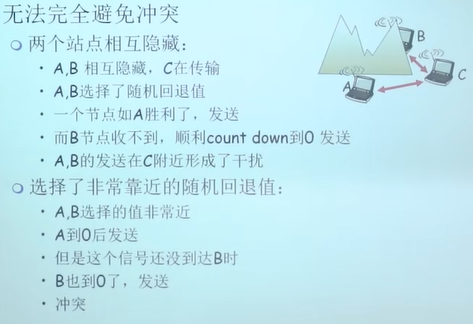 无法完全避免冲突
两个站点相互隐藏：
A,B 相互隐藏，C在传输
A,B选择了随机回退值
一个节点如A胜利了，发送
而B节点收不到，顺利count down到0 发送
A,B的发送在C附近形成了干扰
选择了非常靠近的随机回退值：
A,B选择的值非常近
A到0后发送
但是这个信号还没到达B时
B也到0了，发送
冲突
B
C
A